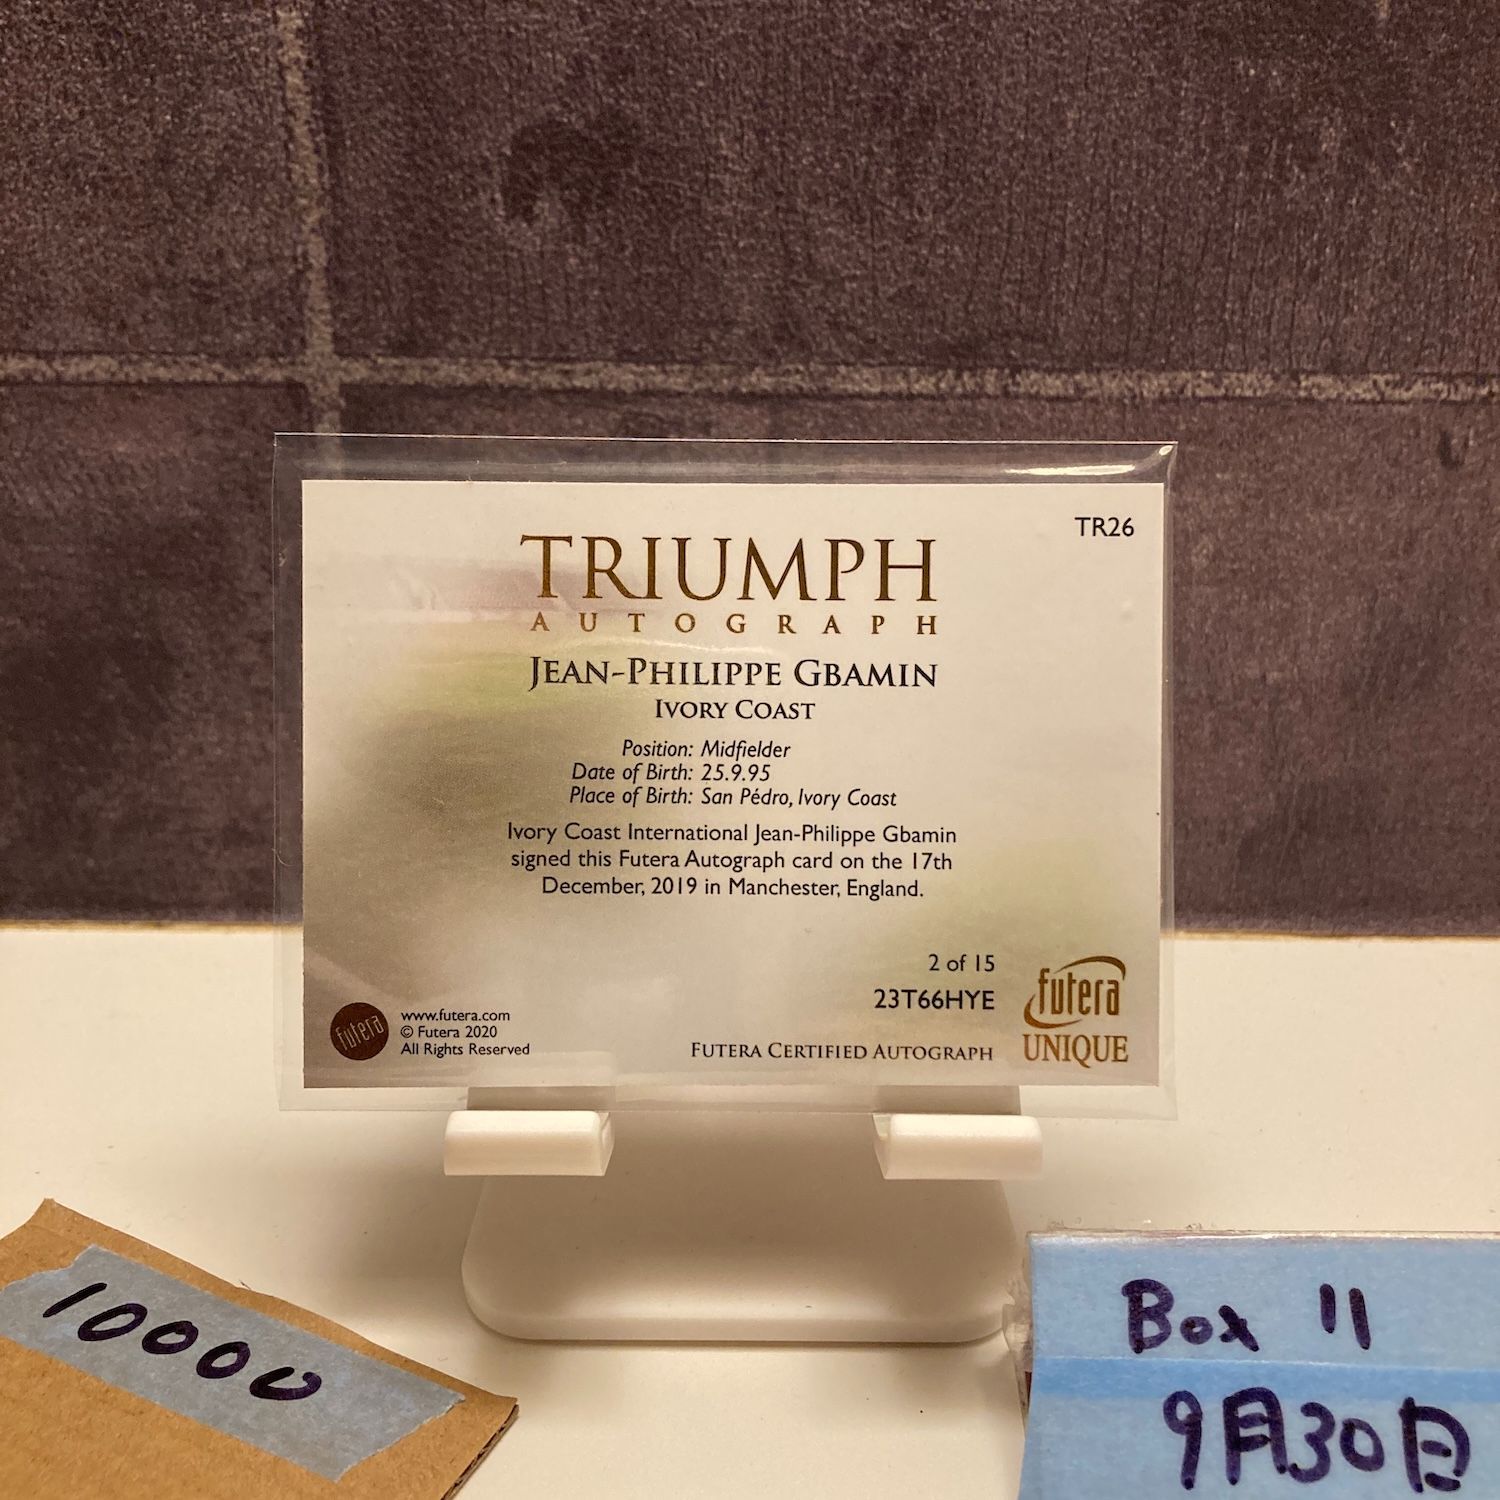 TR26
TRIUMPH
AUTOGRAPH
JEAN-PHILIPPE GBAMIN
IVORY COAST
Position: Midfielder
Date of Birth: 25.9.95
Place of Birth: San Pédro, Ivory Coast
Ivory Coast International Jean-Philippe Gbamin
signed this Futera Autograph card on the 17th
December, 2019 in Manchester, England.
2 of 15
23T66HYE
futera
UNIQUE
futera
www.futera.com
© Futera 2020
All Rights Reserved
FUTERA CERTIFIED AUTOGRAPH
10000
Box 11
9月30日